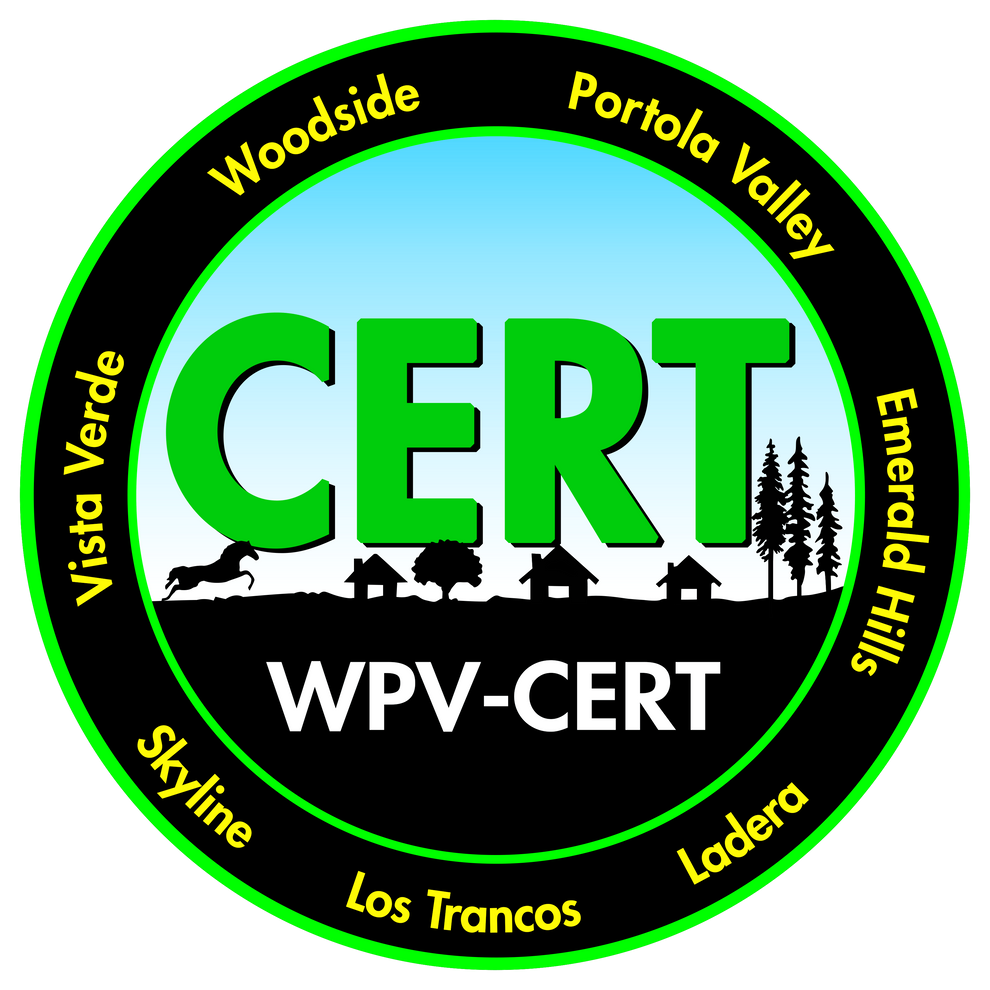 Woodside
Portola Valley
Emerald Hills
Ladera
Los Trancos
Skyline
Vista Verde
CERT
WPV-CERT